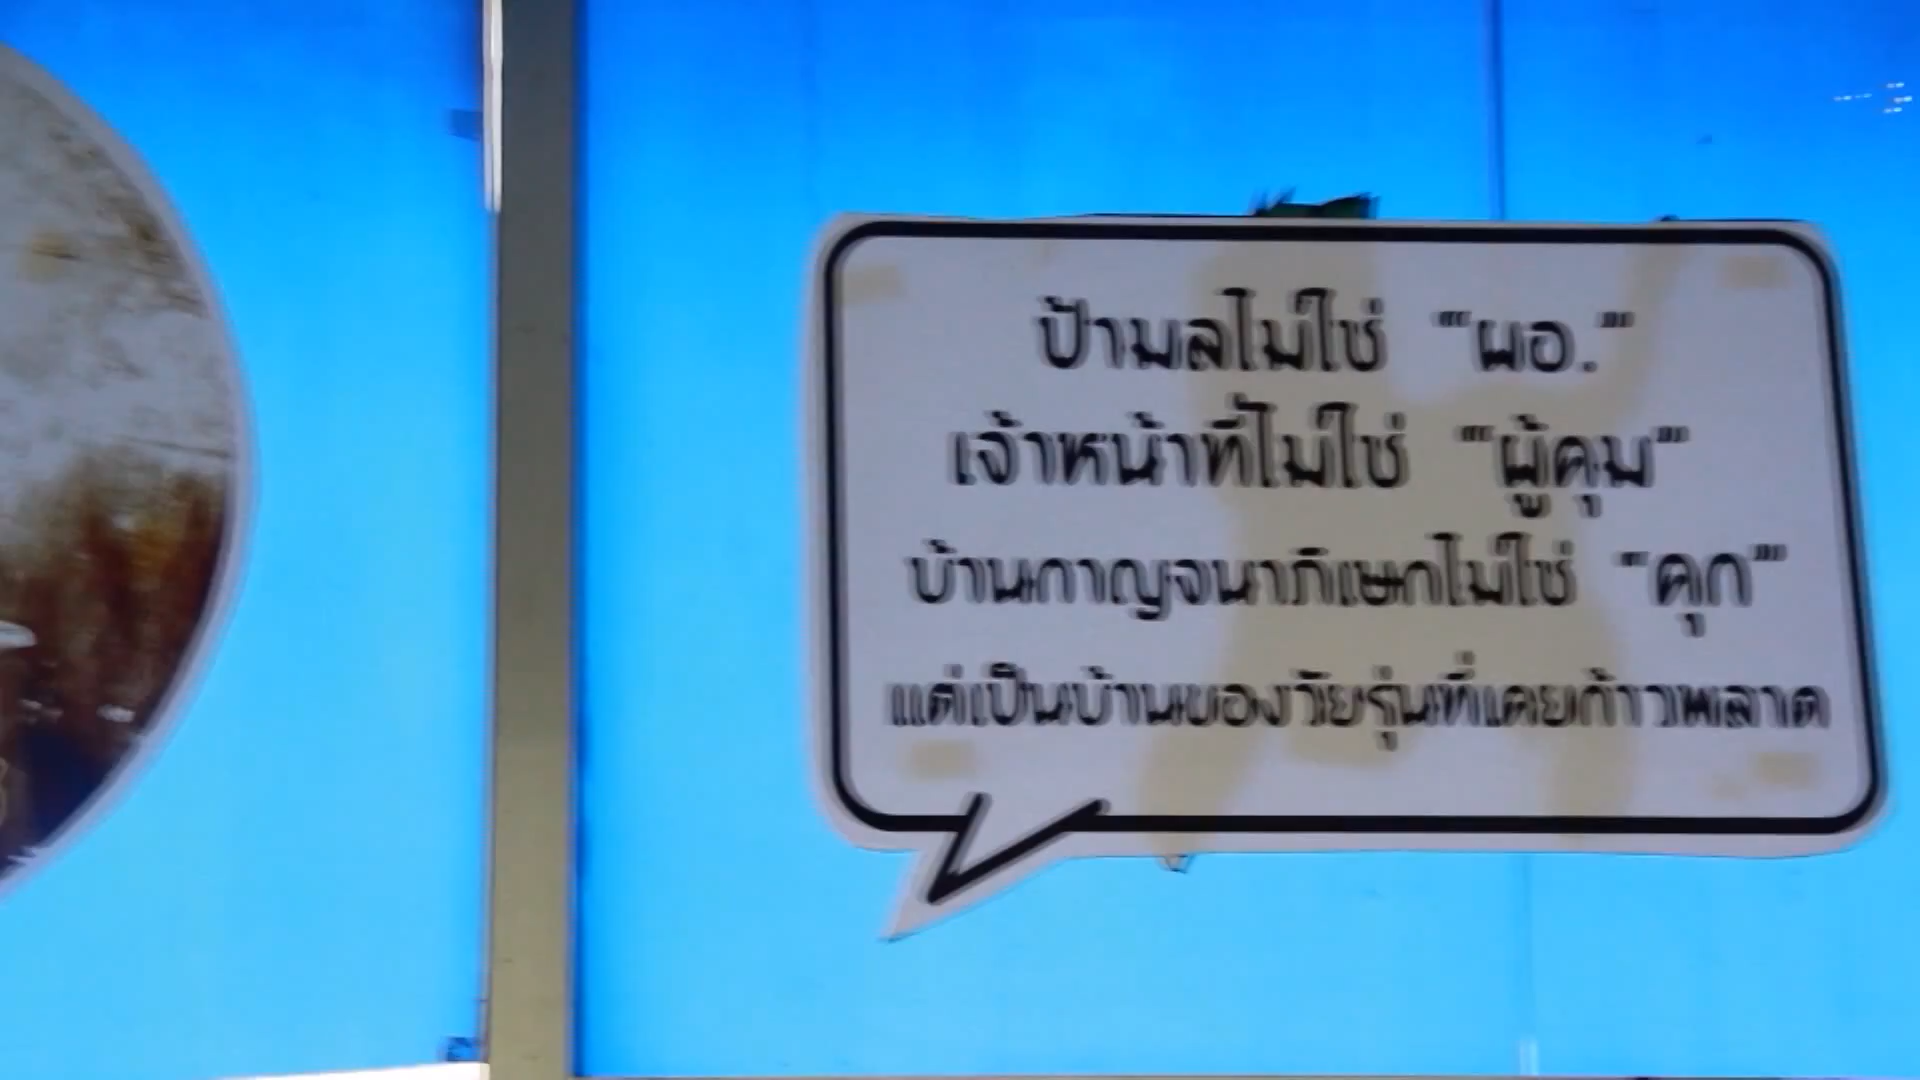 ป้ามลไม่ใช่ "ผอ."
เจ้าหน้าที่ไม่ใช่ "ผู้คุม"
บ้านกาญจนาภิเษกไม่ใช่ "คุก"
แต่เป็นบ้านของวัยรุ่นที่เคยก้าวพลาด